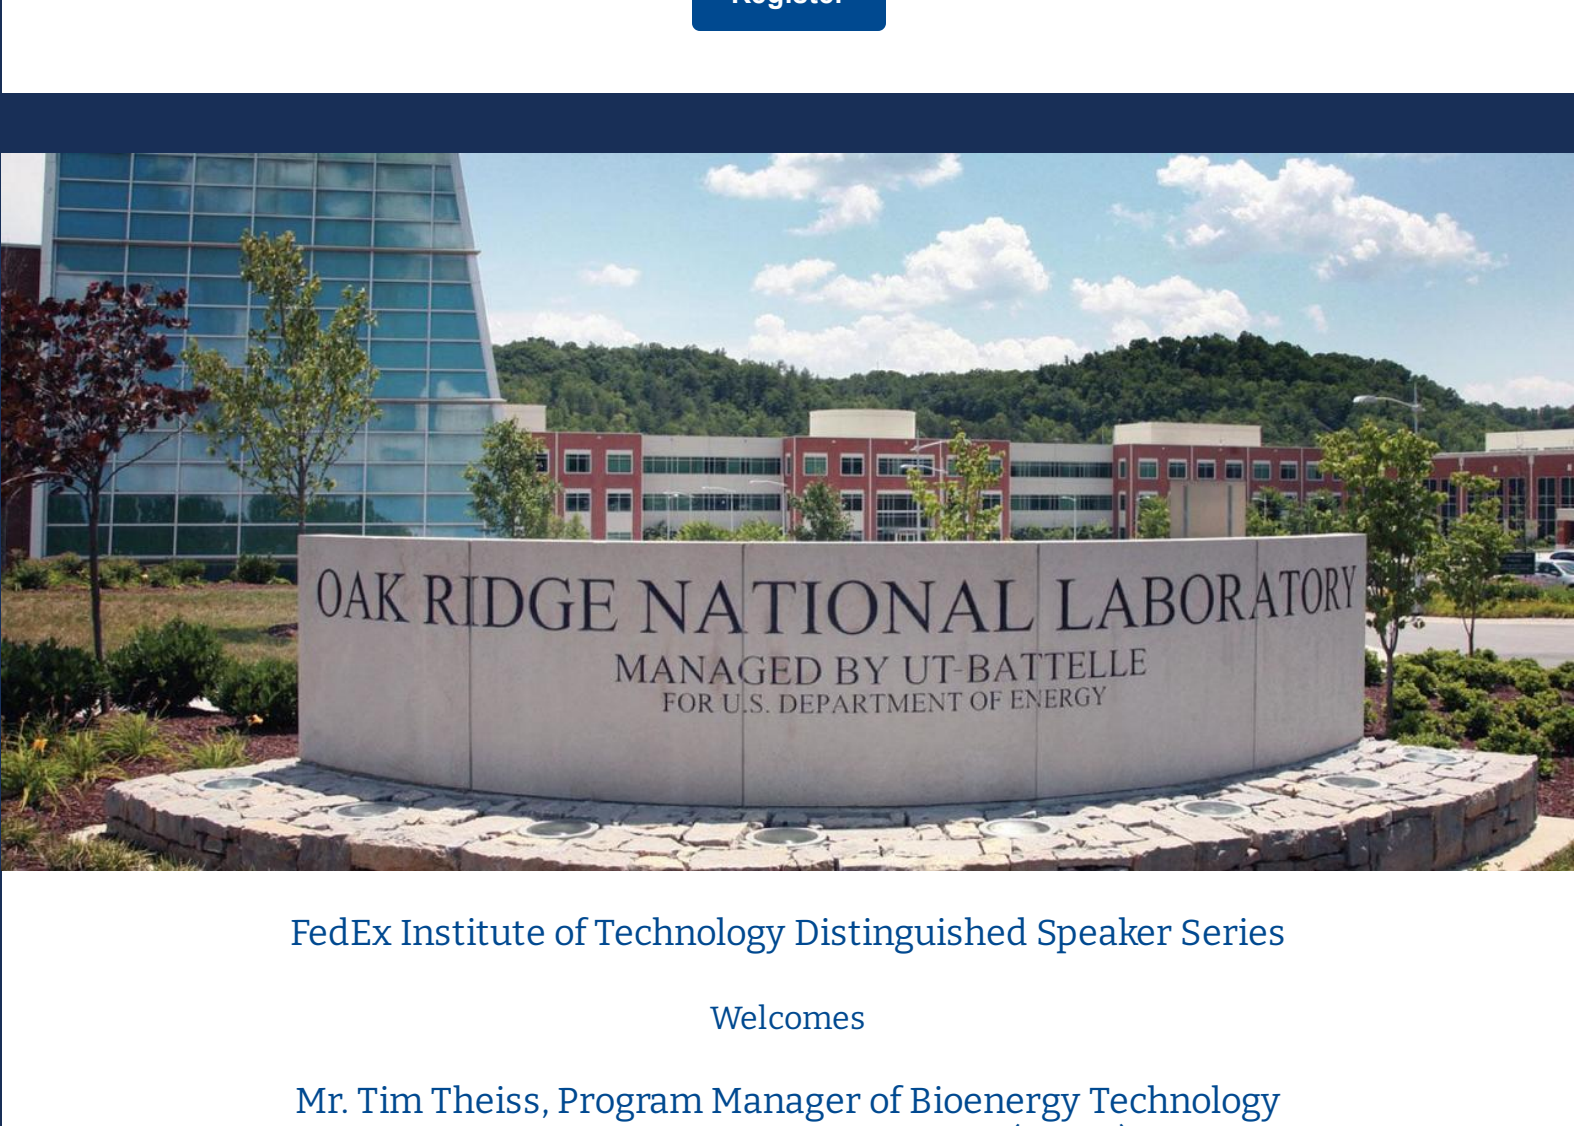 Register
OAK RIDGE NATIONAL LABORATORY
MANAGED BY UT-BATTELLE
FOR U.S. DEPARTMENT OF ENERGY
FedEx Institute of Technology Distinguished Speaker Series
Welcomes
Mr. Tim Theiss, Program Manager of Bioenergy Technology